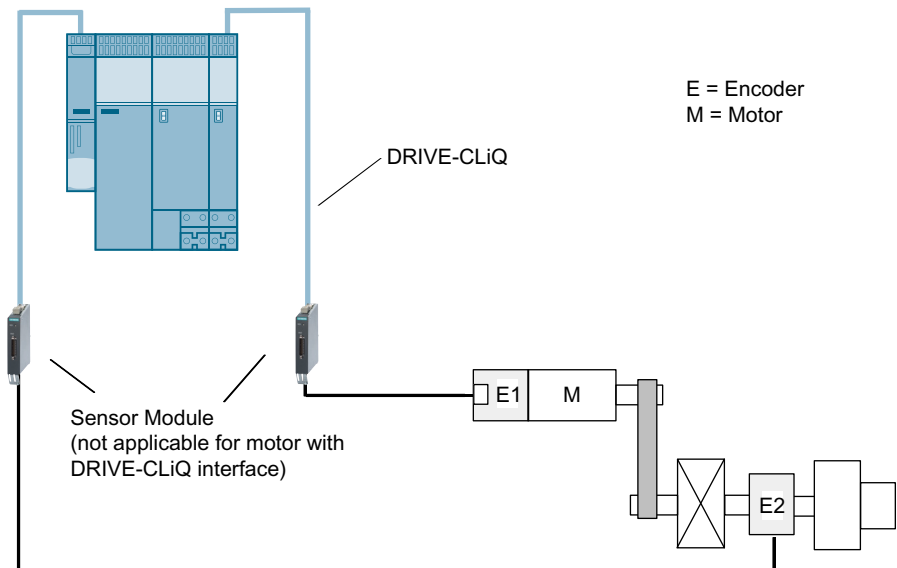 E = Encoder
M = Motor
DRIVE-CLiQ
E1
M
Sensor Module
(not applicable for motor with
DRIVE-CLiQ interface)
E2